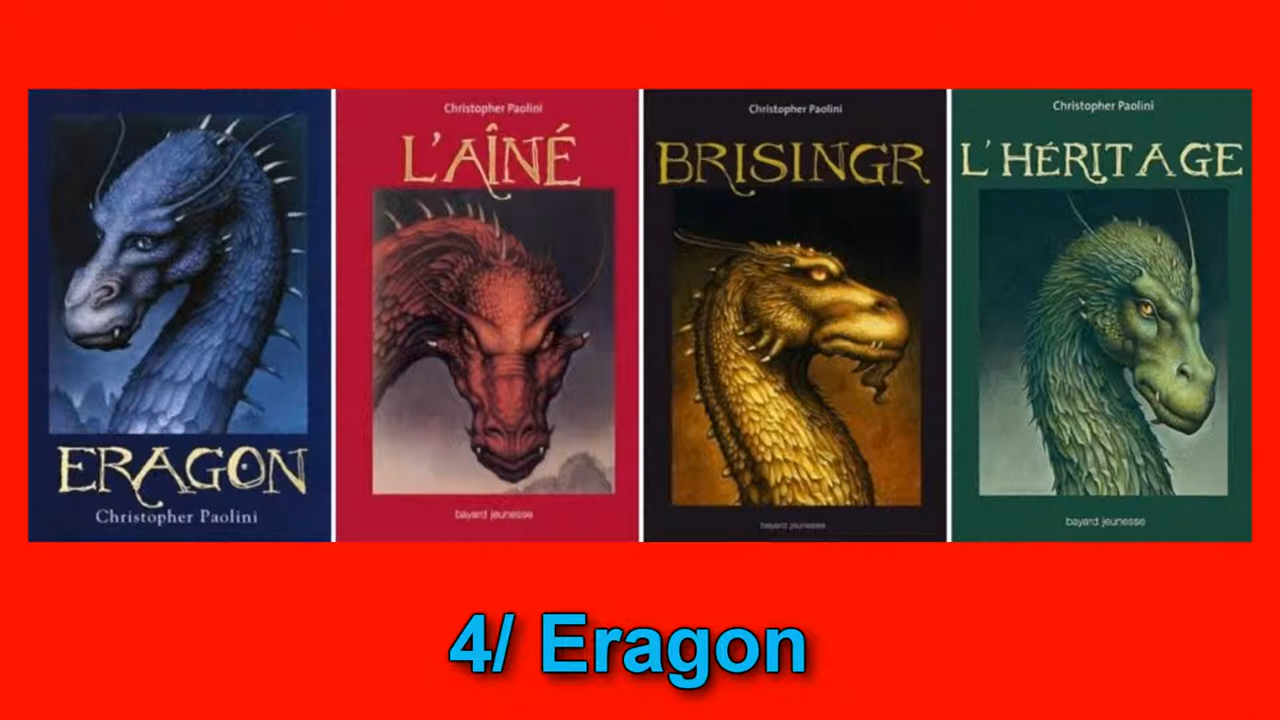 ERAGON
Christopher Paolini
Christopher Paolini
L'AÎNÉ
bayard jeunesse
Christopher Paolini
BRISINGR
bayard jeunesse
Christopher Paolini
L'HÉRITAGE
bayard jeunesse
4/ Eragon